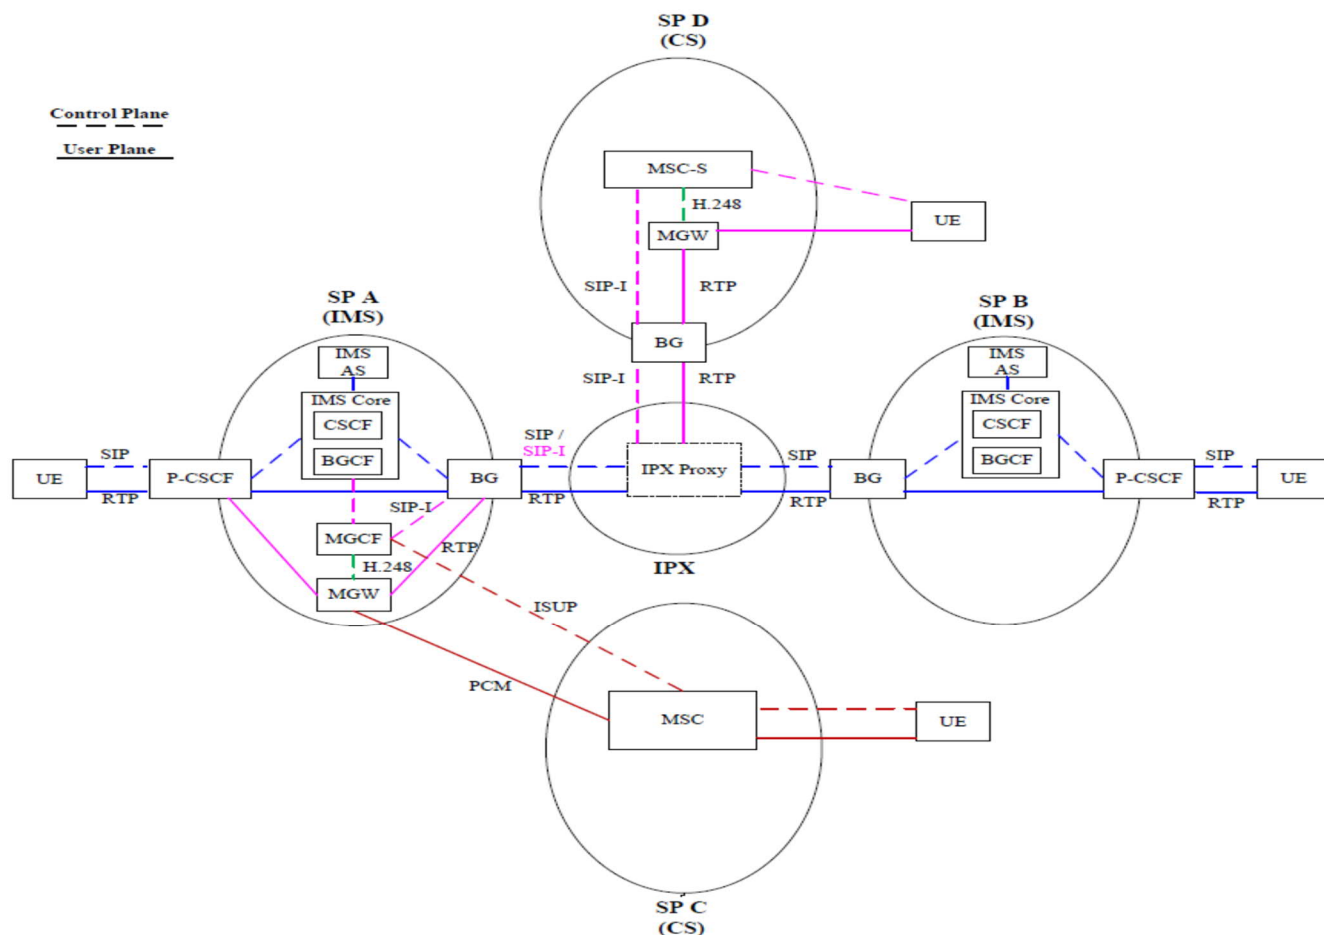 SP D
(CS)
Control Plane
User Plane
MSC-S
H.248
UE
MGW
SIP-I
RTP
BG
SIP-I
RTP
SP A
(IMS)
IMS
AS
IMS Core
CSCF
BGCF
SP B
(IMS)
IMS
AS
IMS Core
CSCF
BGCF
SIP /
SIP-I
UE
SIP
RTP
P-CSCF
BG
RTP
IPX Proxy
SIP
RTP
BG
P-CSCF
SIP
RTP
UE
SIP-I
MGCF
RTP
H.248
MGW
IPX
ISUP
PCM
MSC
UE
SP C
(CS)